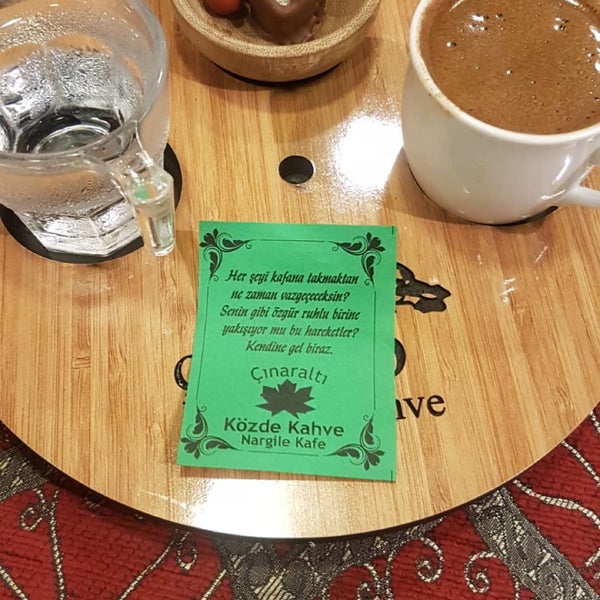 Her şeyi kafana takmaktan
ne zaman vazgeçeceksin?
Senin gibi özgür ruhlu birine
yakışıyor mu bu hareketler?
Kendine gel biraz.
Çınaraltı
Közde Kahve
Nargile Kafe